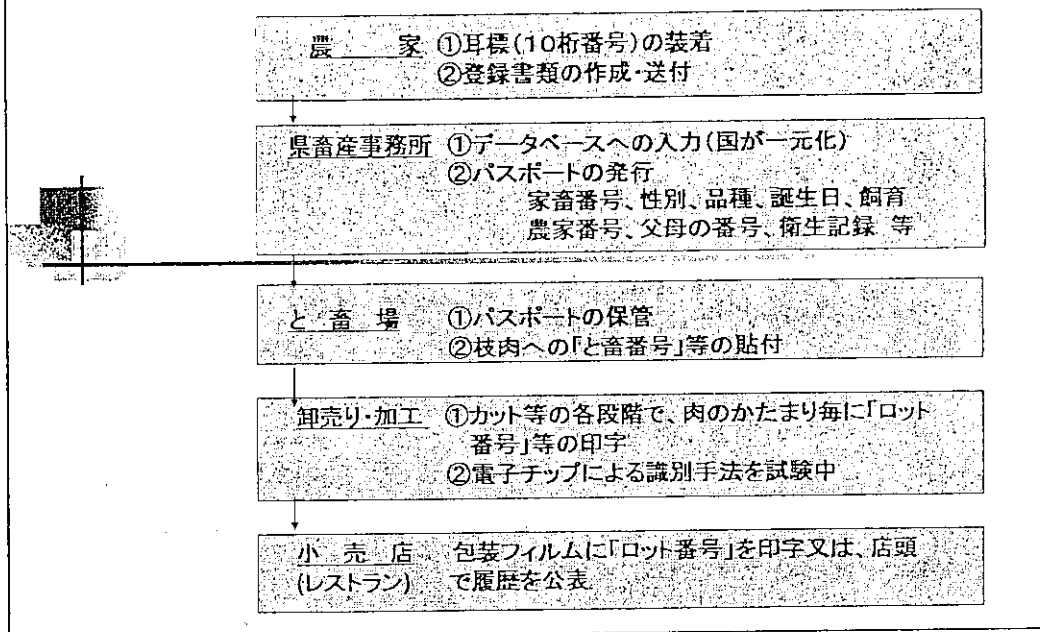 農　　家 ①耳標(10桁番号)の装着
②登録書類の作成・送付
県畜産事務所 ①データベースへの入力(国が一元化)
②パスポートの発行
家畜番号、性別、品種、誕生日、飼育
農家番号、父母の番号、衛生記録 等
と 畜 場 ①パスポートの保管
②枝肉への「と畜番号」等の貼付
卸売り・加工 ①カット等の各段階で、肉のかたまり毎に「ロット
番号」等の印字
②電子チップによる識別手法を試験中
小 売 店 包装フィルムに「ロット番号」を印字又は、店頭
(レストラン) で履歴を公表